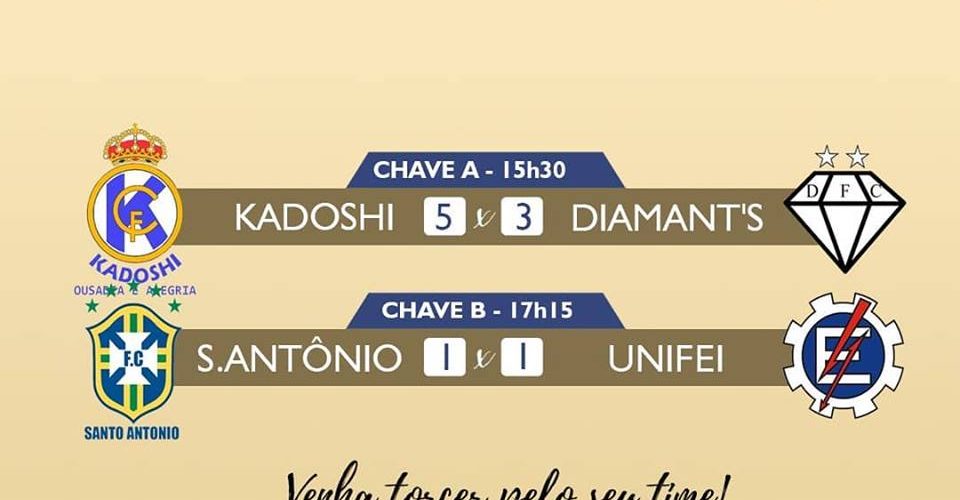 CHAVE A - 15h30
KADOSHI 5 x 3 DIAMANT'S
CFC
KADOSHI
OUSADIA E ALEGRIA
D F C
CHAVE B - 17h15
S.ANTÔNIO 1 x 1 UNIFEI
F.C
SANTO ANTONIO
E
Venha torcer pelo seu time!